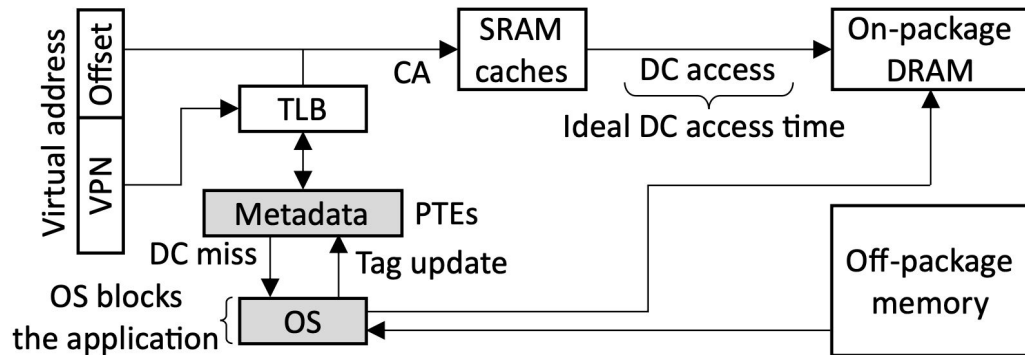 Virtual address
Offset
VPN
TLB
CA
SRAM
caches
DC access
Ideal DC access time
On-package
DRAM
Metadata
PTEs
DC miss
Tag update
OS blocks
the application
OS
Off-package
memory